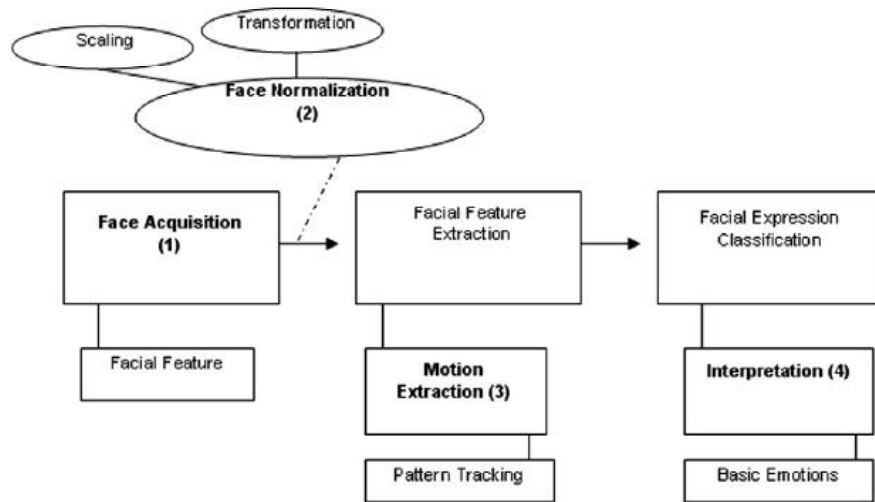 Transformation
Scaling
Face Normalization
(2)
Face Acquisition
(1)
Facial Feature
Extraction
Facial Expression
Classification
Facial Feature
Motion
Extraction (3)
Interpretation (4)
Pattern Tracking
Basic Emotions